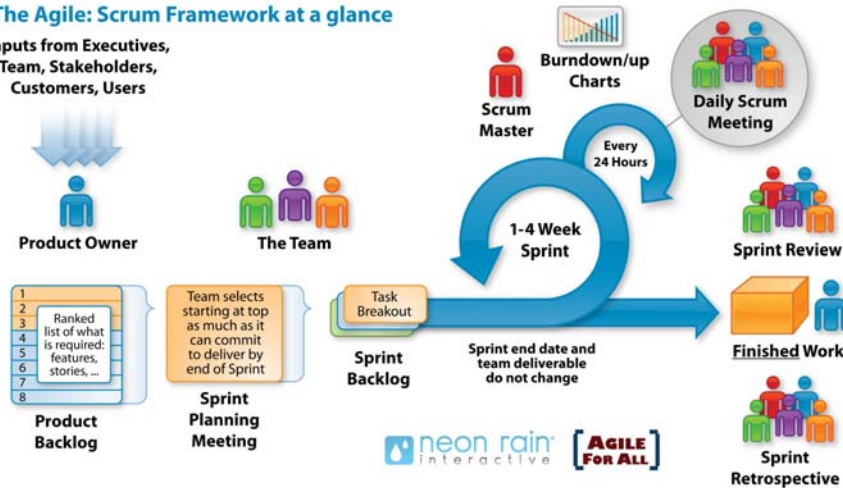 The Agile: Scrum Framework at a glance
nputs from Executives,
Team, Stakeholders,
Customers, Users
Product Owner
The Team
Scrum
Master
Burndown/up
Charts
Daily Scrum
Meeting
Every
24 Hours
1-4 Week
Sprint
Sprint Review
1
2
3
4
5
6
7
8
Ranked
list of what
is required:
features,
stories, ...
Product
Backlog
Team selects
starting at top
as much as it
can commit
to deliver by
end of Sprint
Sprint
Planning
Meeting
Task
Breakout
Sprint
Backlog
Sprint end date and
team deliverable
do not change
Finished Work
Sprint
Retrospective
neon rain
interactive
AGILE
FOR ALL